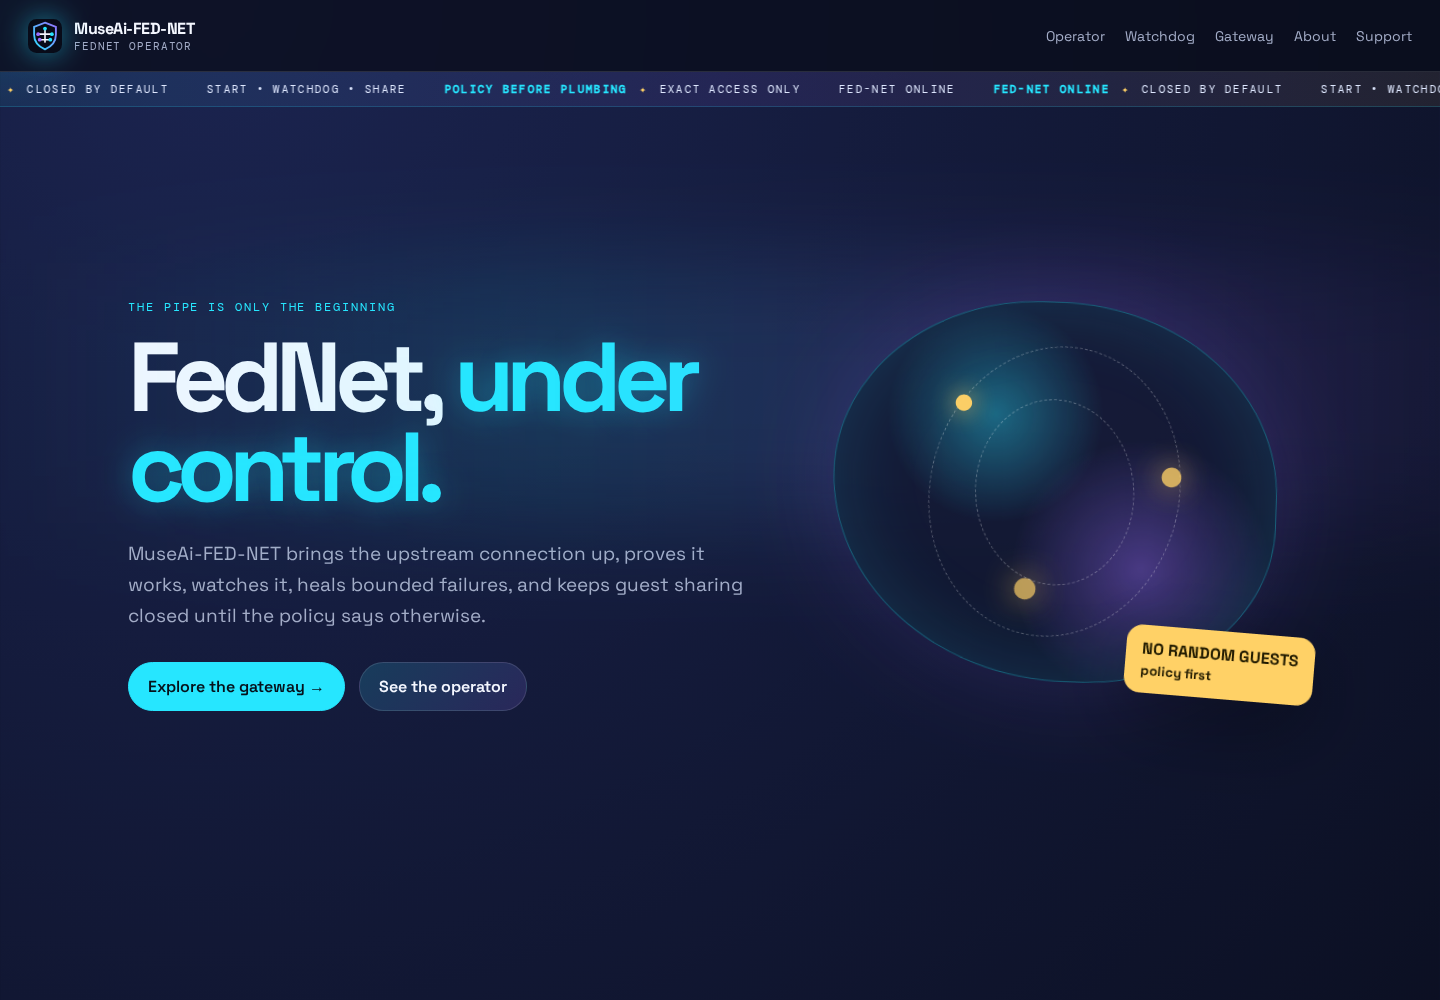 MuseAi-FED-NET
FEDNET OPERATOR
Operator Watchdog Gateway About Support
✦ CLOSED BY DEFAULT START • WATCHDOG • SHARE POLICY BEFORE PLUMBING ✦ EXACT ACCESS ONLY FED-NET ONLINE FED-NET ONLINE ✦ CLOSED BY DEFAULT START • WATCHD
THE PIPE IS ONLY THE BEGINNING
FedNet, under
control.
MuseAi-FED-NET brings the upstream connection up, proves it
works, watches it, heals bounded failures, and keeps guest sharing
closed until the policy says otherwise.
Explore the gateway →
See the operator
NO RANDOM GUESTS
policy first